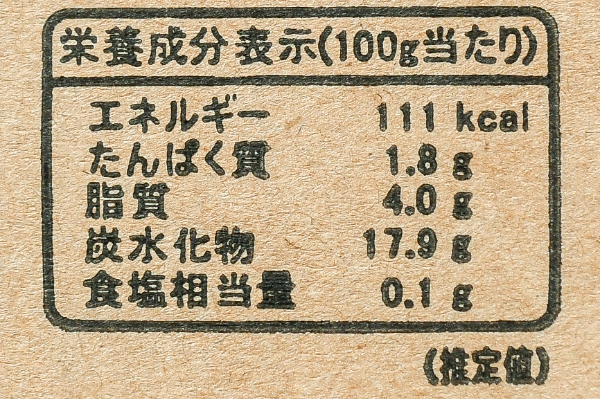 栄養成分表示(100g当たり)
エネルギー 111 kcal
たんぱく質 1.8 g
脂質 4.0 g
炭水化物 17.9 g
食塩相当量 0.1 g
(推定値)